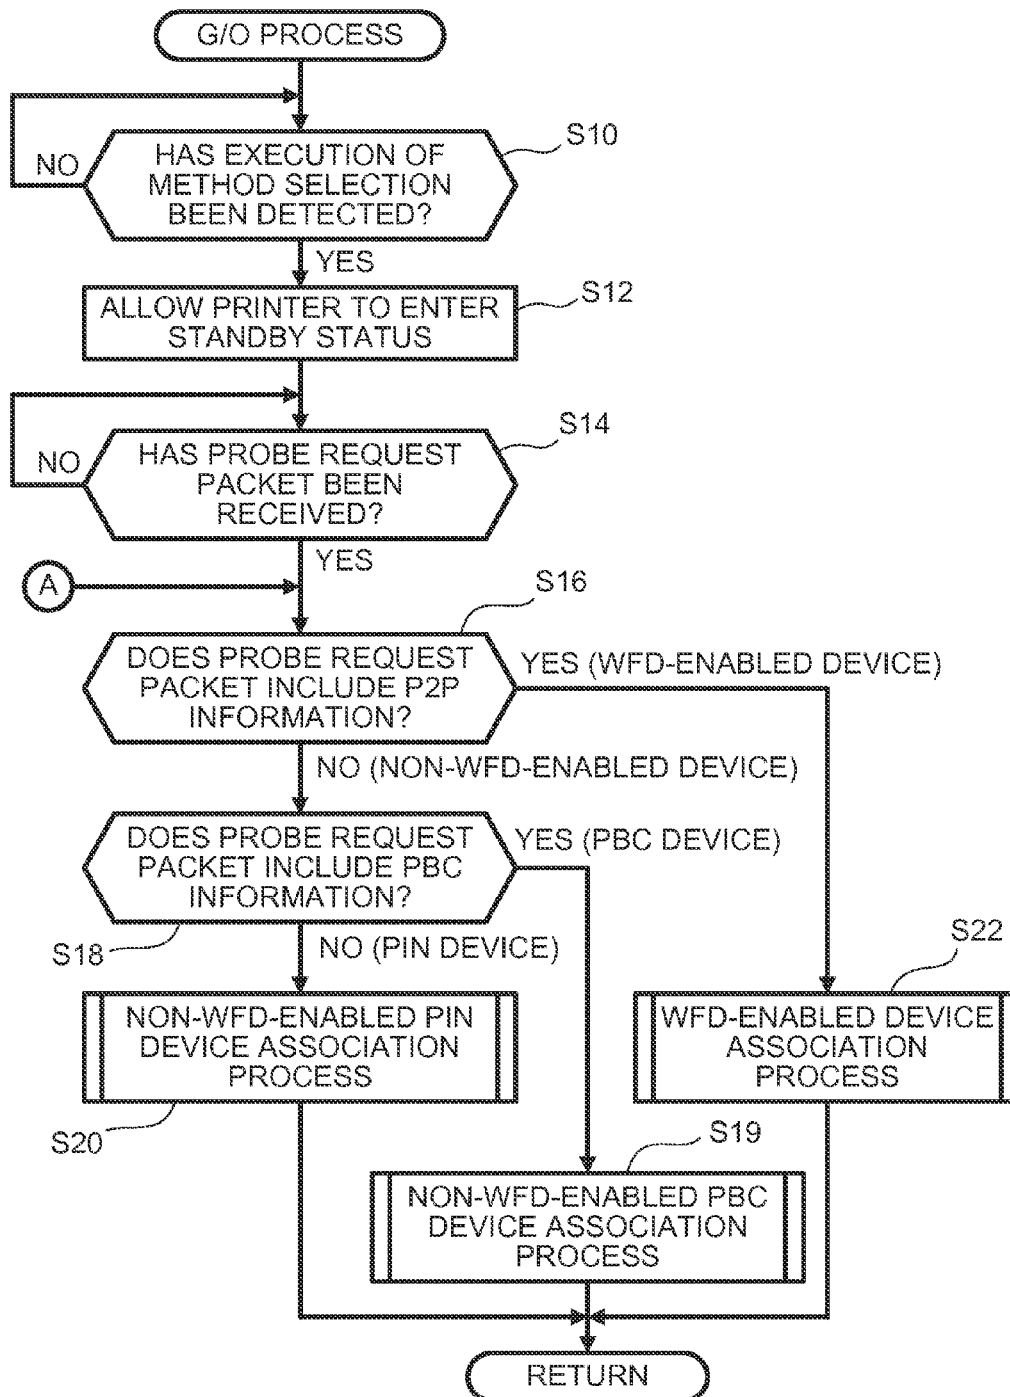 G/O PROCESS
S10
HAS EXECUTION OF
METHOD SELECTION
BEEN DETECTED?
NO
YES
S12
ALLOW PRINTER TO ENTER
STANDBY STATUS
S14
HAS PROBE REQUEST
PACKET BEEN
RECEIVED?
NO
YES
A
S16
DOES PROBE REQUEST
PACKET INCLUDE P2P
INFORMATION?
YES (WFD-ENABLED DEVICE)
NO (NON-WFD-ENABLED DEVICE)
DOES PROBE REQUEST
PACKET INCLUDE PBC
INFORMATION?
YES (PBC DEVICE)
S18
NO (PIN DEVICE)
S22
NON-WFD-ENABLED PIN
DEVICE ASSOCIATION
PROCESS
WFD-ENABLED DEVICE
ASSOCIATION
PROCESS
S20
S19
NON-WFD-ENABLED PBC
DEVICE ASSOCIATION
PROCESS
RETURN